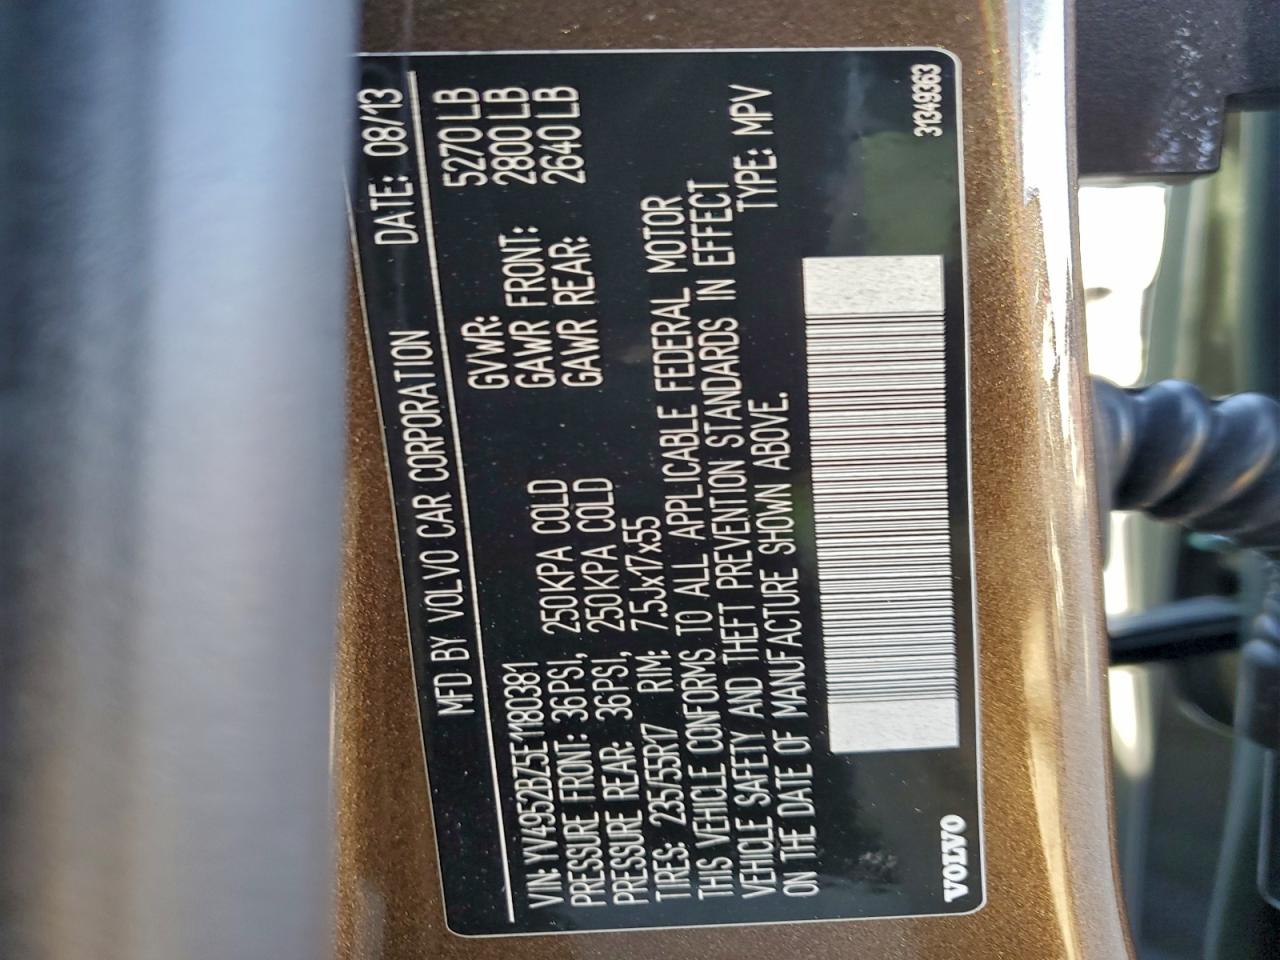 MFD BY VOLVO CAR CORPORATION DATE: 08/13
GVWR: 5270 LB
VIN: YV4952BZ5E1180381 GAWR FRONT: 2800 LB
PRESSURE FRONT: 36PSI, 250KPA COLD GAWR REAR: 2640 LB
PRESSURE REAR: 36PSI, 250KPA COLD
TIRES: 235/55R17 RIM: 7.5Jx17x55
THIS VEHICLE CONFORMS TO ALL APPLICABLE FEDERAL MOTOR
VEHICLE SAFETY AND THEFT PREVENTION STANDARDS IN EFFECT
ON THE DATE OF MANUFACTURE SHOWN ABOVE. TYPE: MPV
VOLVO 31349363